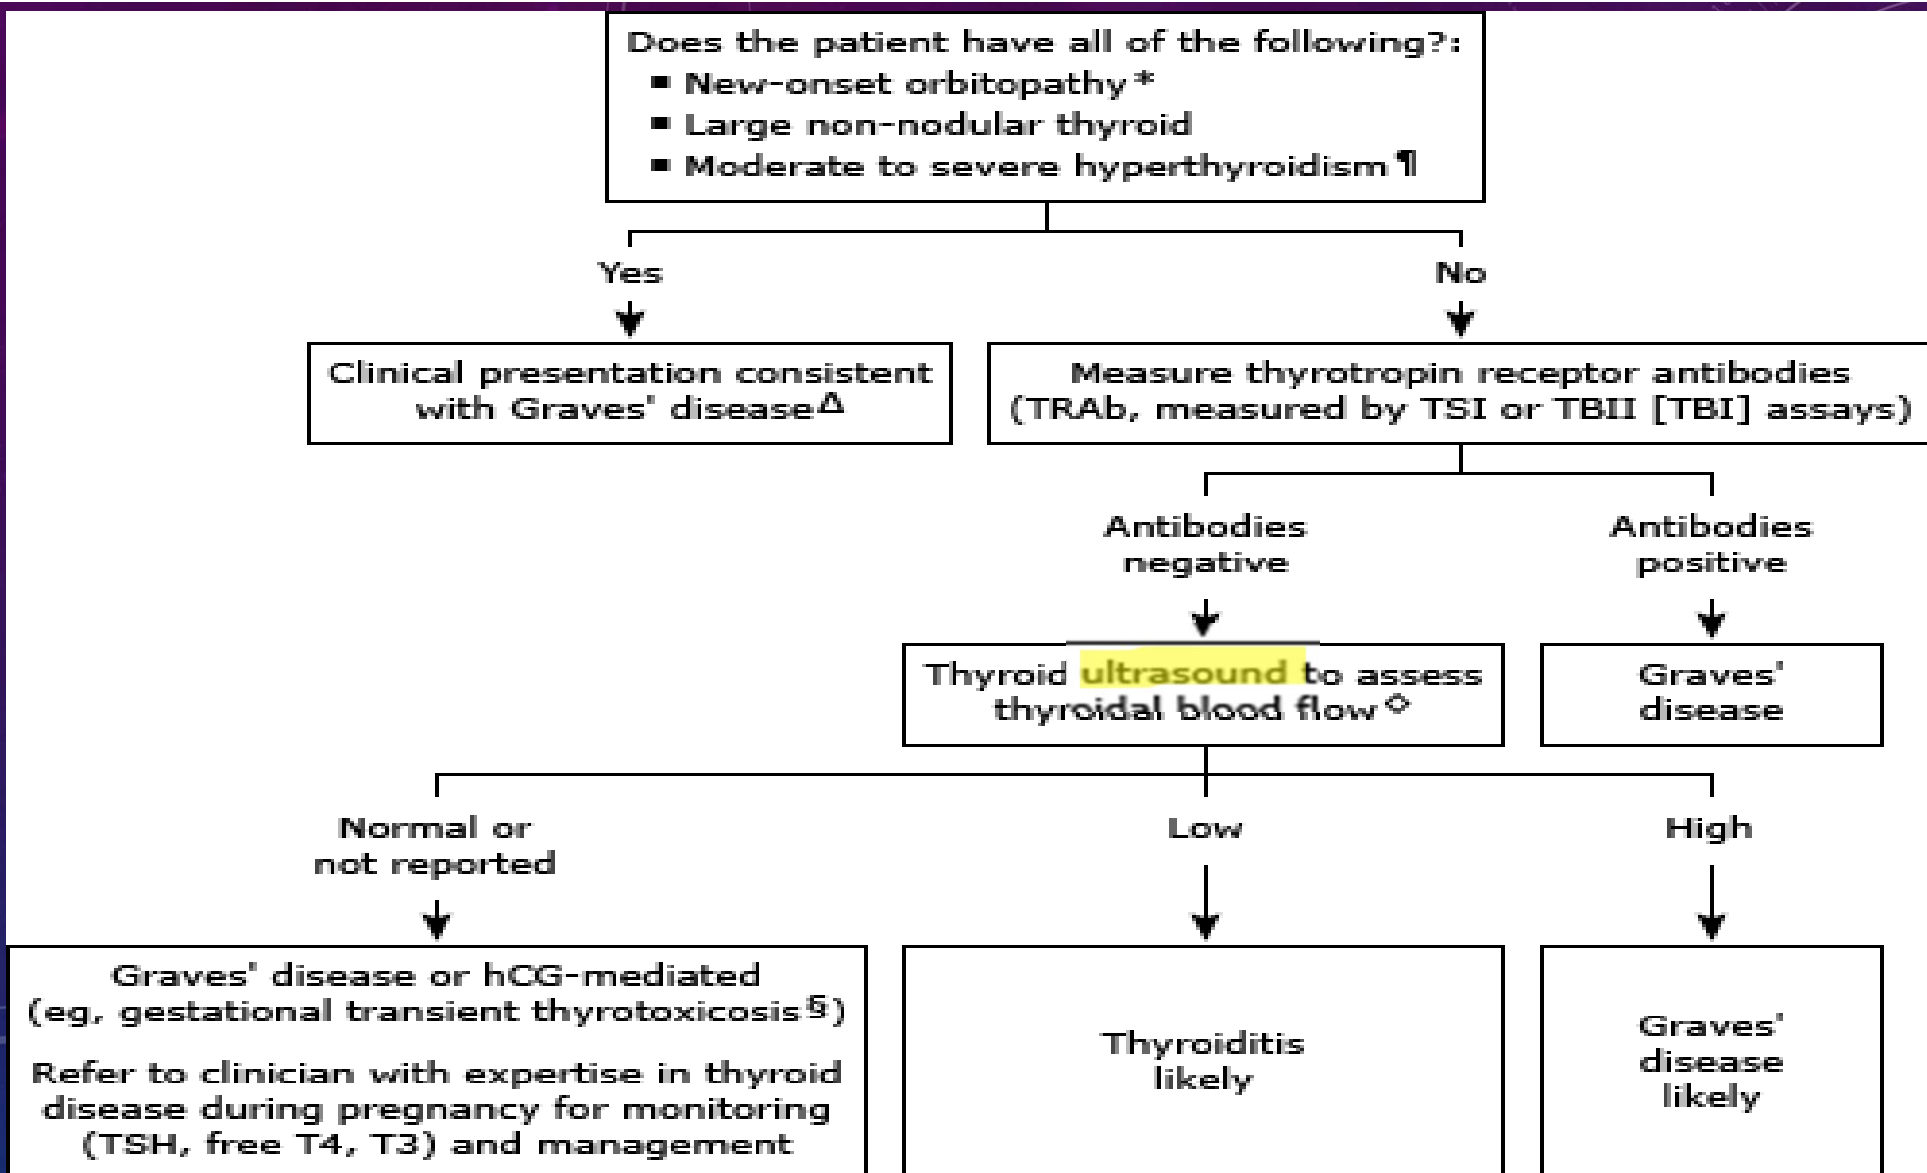 Does the patient have all of the following?:
▪ New-onset orbitopathy*
▪ Large non-nodular thyroid
▪ Moderate to severe hyperthyroidism¶
Yes
No
Clinical presentation consistent
with Graves' diseaseΔ
Measure thyrotropin receptor antibodies
(TRAb, measured by TSI or TBII [TBI] assays)
Antibodies
negative
Antibodies
positive
Thyroid ultrasound to assess
thyroidal blood flow◇
Graves'
disease
Normal or
not reported
Low
High
Graves' disease or hCG-mediated
(eg, gestational transient thyrotoxicosis§)
Refer to clinician with expertise in thyroid
disease during pregnancy for monitoring
(TSH, free T4, T3) and management
Thyroiditis
likely
Graves'
disease
likely